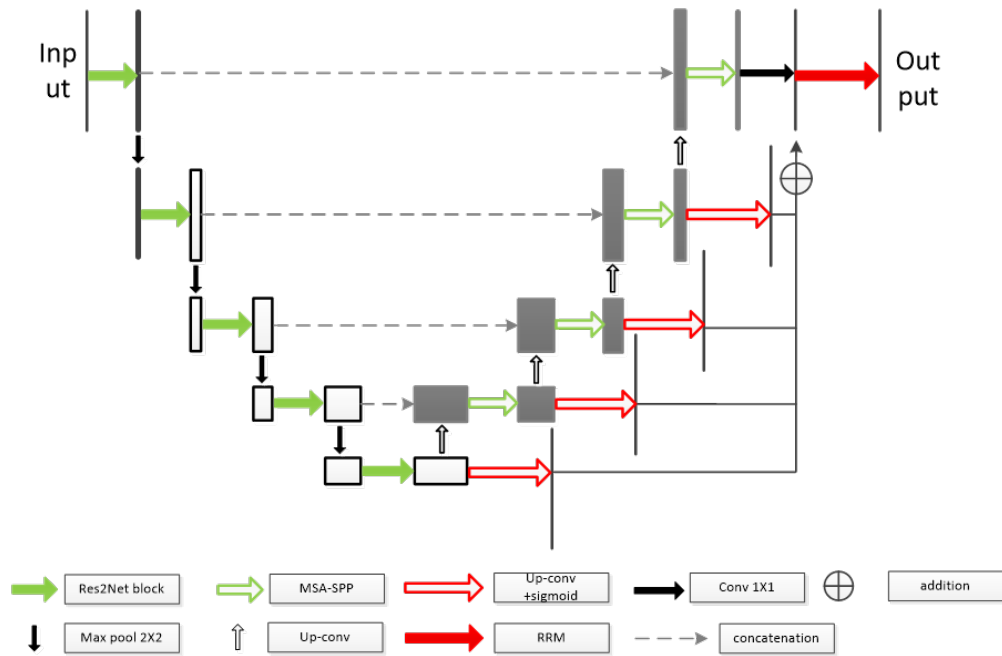 Inp
ut
Out
put
Res2Net block
MSA-SPP
Up-conv
+sigmoid
Conv 1X1
addition
Max pool 2X2
Up-conv
RRM
concatenation